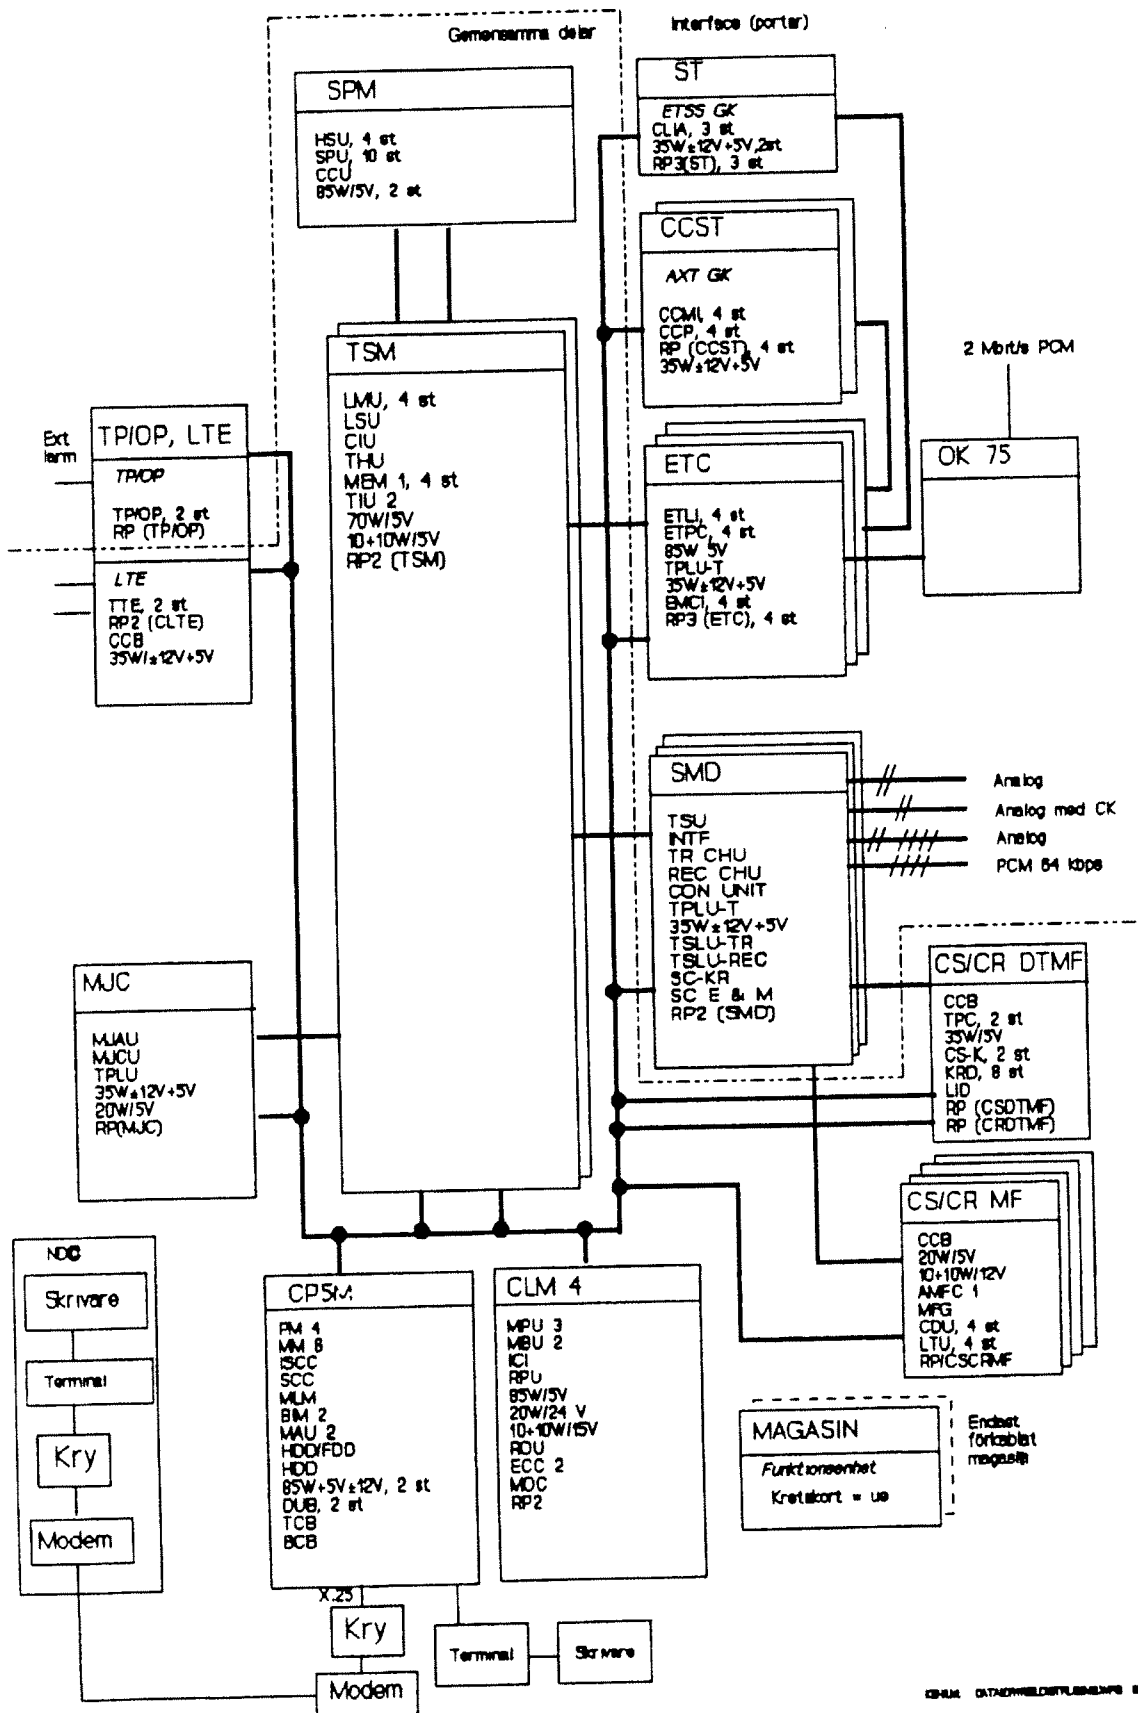 Gemensamma delar
Interface (portar)
SPM
HSU, 4 st
SPU, 10 st
CCU
85W/5V, 2 st
ST
ETSS GK
CLIA, 3 st
35W±12V+5V,2st
RP3(ST), 3 st
CCST
AXT GK
CCMI, 4 st
CCP, 4 st
RP (CCST), 4 st
35W±12V+5V
2 Mbit/s PCM
TSM
LMU, 4 st
LSU
CIU
THU
MEM 1, 4 st
TIU 2
70W/5V
10+10W/5V
RP2 (TSM)
Ext
larm
TP/OP, LTE
TP/OP
TP/OP, 2 st
RP (TP/OP)
LTE
TTE, 2 st
RP2 (CLTE)
CCB
35W/±12V+5V
ETC
ETLI, 4 st
ETPC, 4 st
85W 5V
TPLU-T
35W±12V+5V
EMCI, 4 st
RP3 (ETC), 4 st
OK 75
SMD
TSU
INTF
TR CHU
REC CHU
CON UNIT
TPLU-T
35W±12V+5V
TSLU-TR
TSLU-REC
SC-KR
SC E & M
RP2 (SMD)
Analog
Analog med CK
Analog
PCM 64 kbps
MJC
MJAU
MJCU
TPLU
35W±12V+5V
20W/5V
RP(MJC)
CS/CR DTMF
CCB
TPC, 2 st
35W/5V
CS-K, 2 st
KRD, 8 st
LID
RP (CSDTMF)
RP (CRDTMF)
CS/CR MF
CCB
20W/5V
10+10W/12V
AMFC 1
MFG
CDU, 4 st
LTU, 4 st
RP/CSCRMF
NDC
Skrivare
Terminal
Kry
Modem
CP5M
PM 4
MM 8
ISCC
SCC
MLM
BIM 2
MAU 2
HDD/FDD
HDD
85W+5V±12V, 2 st
DUB, 2 st
TCB
BCB
CLM 4
MPU 3
MBU 2
ICI
RPU
85W/5V
20W/24 V
10+10W/15V
ROU
ECC 2
MOC
RP2
MAGASIN
Funktionsenhet
Kretskort = ue
Endast
förkablat
magasin
X.25
Kry
Modem
Terminal
Skrivare